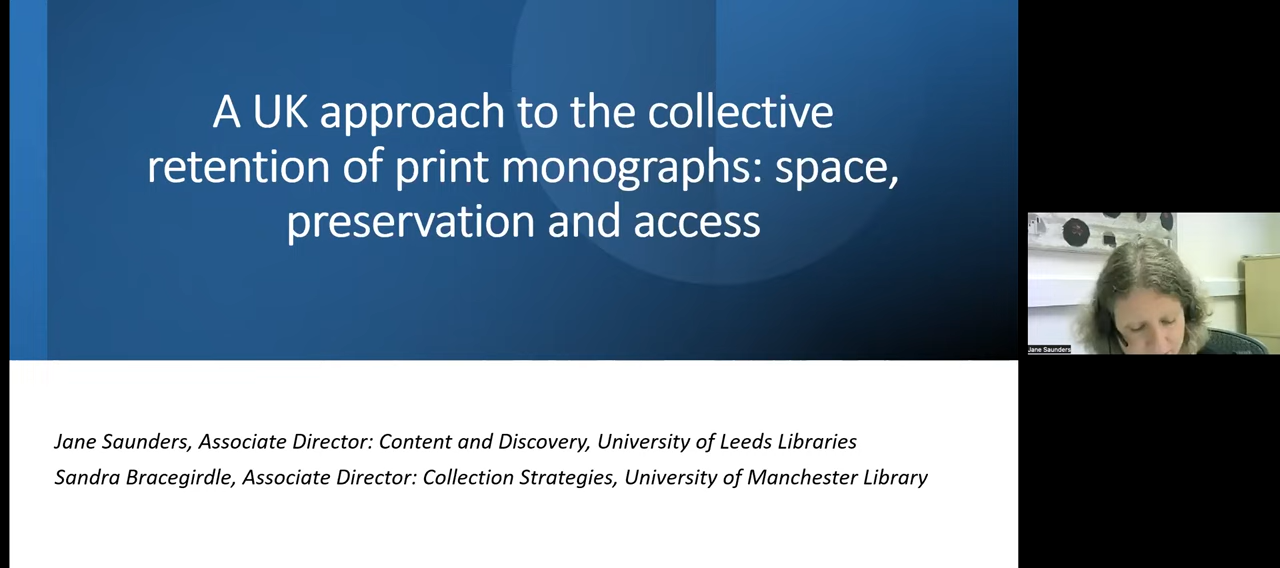 A UK approach to the collective
retention of print monographs: space,
preservation and access
Jane Saunders, Associate Director: Content and Discovery, University of Leeds Libraries
Sandra Bracegirdle, Associate Director: Collection Strategies, University of Manchester Library
Jane Saunders